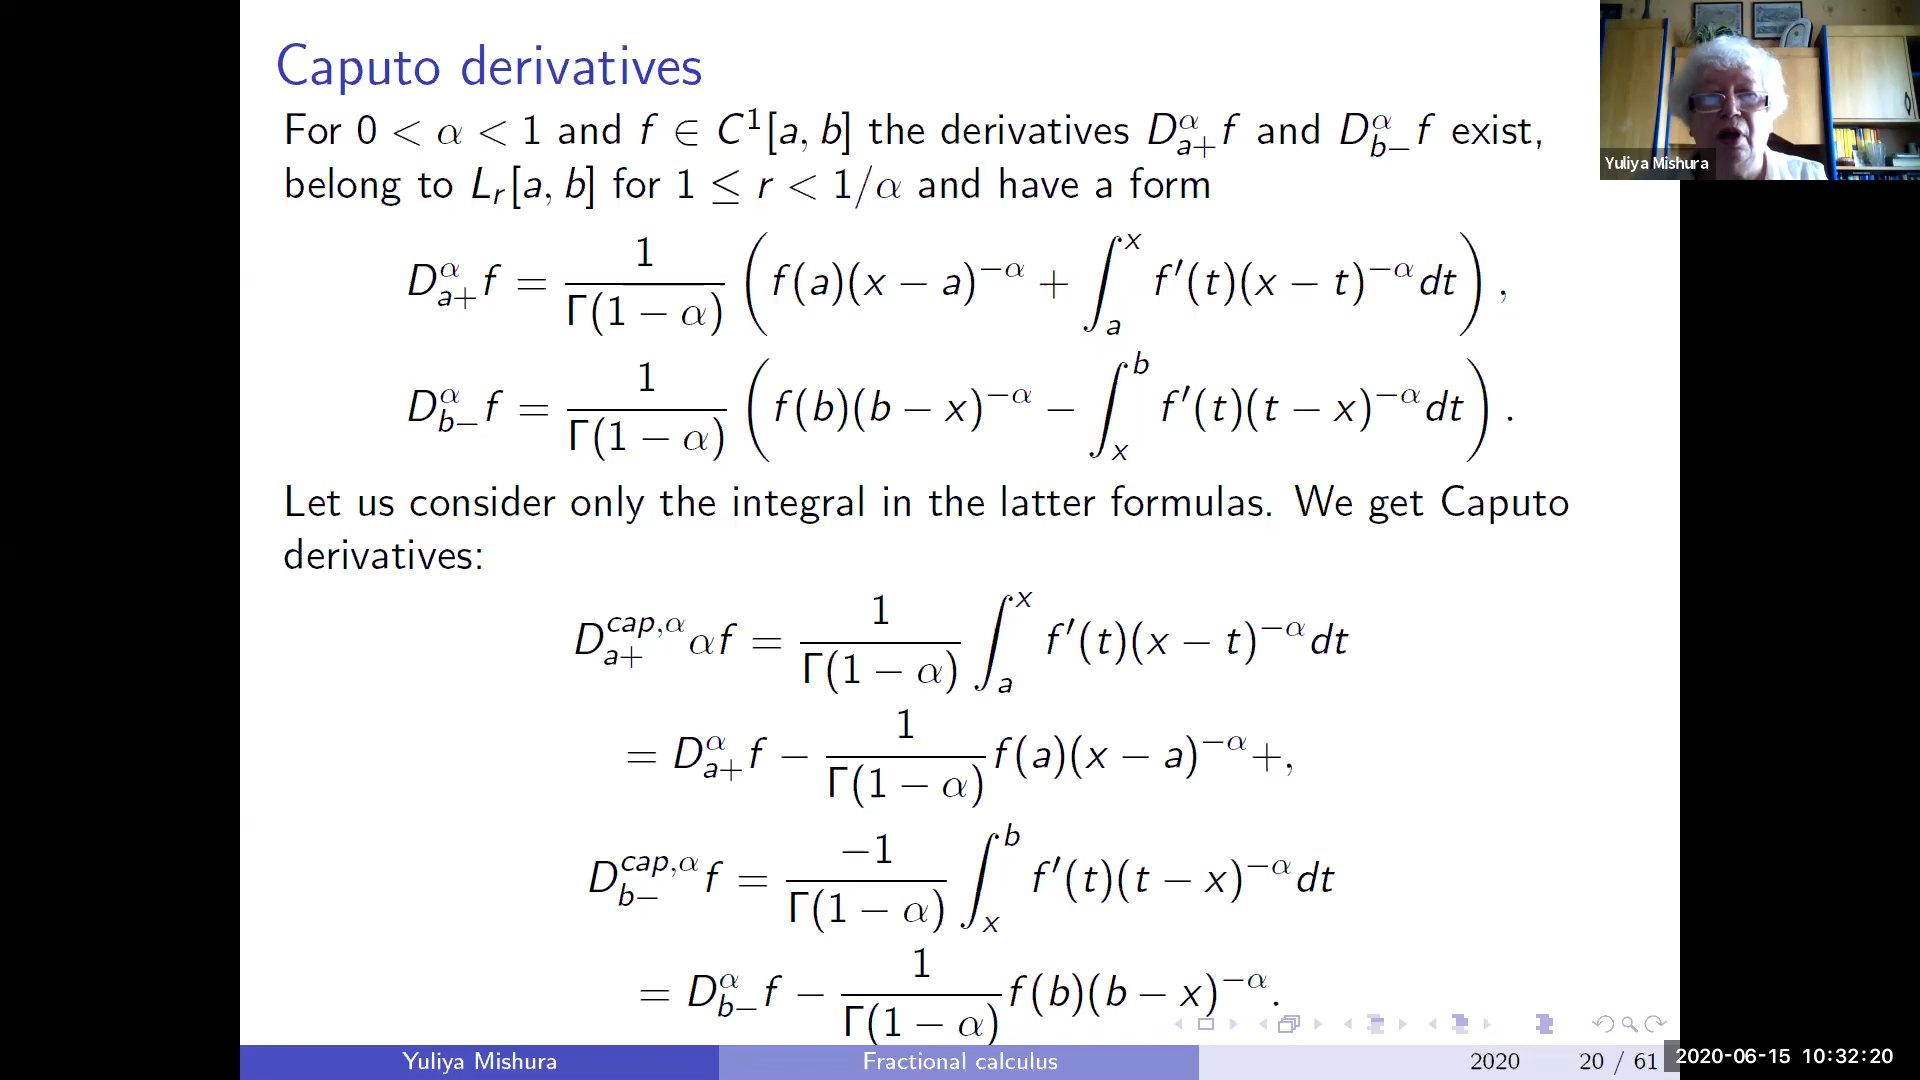 Caputo derivatives
For 0 < α < 1 and f ∈ C¹[a, b] the derivatives D^α_{a+} f and D^α_{b−} f exist,
belong to L_r[a, b] for 1 ≤ r < 1/α and have a form
D^α_{a+} f = 1/Γ(1 − α) ( f(a)(x − a)^{−α} + ∫_a^x f′(t)(x − t)^{−α} dt ) ,
D^α_{b−} f = 1/Γ(1 − α) ( f(b)(b − x)^{−α} − ∫_x^b f′(t)(t − x)^{−α} dt ) .
Let us consider only the integral in the latter formulas. We get Caputo
derivatives:
D^{cap,α}_{a+} αf = 1/Γ(1 − α) ∫_a^x f′(t)(x − t)^{−α} dt
= D^α_{a+} f − 1/Γ(1 − α) f(a)(x − a)^{−α}+,
D^{cap,α}_{b−} f = −1/Γ(1 − α) ∫_x^b f′(t)(t − x)^{−α} dt
= D^α_{b−} f − 1/Γ(1 − α) f(b)(b − x)^{−α}.
Yuliya Mishura
Fractional calculus
2020
20 / 61
Yuliya Mishura
2020-06-15 10:32:20